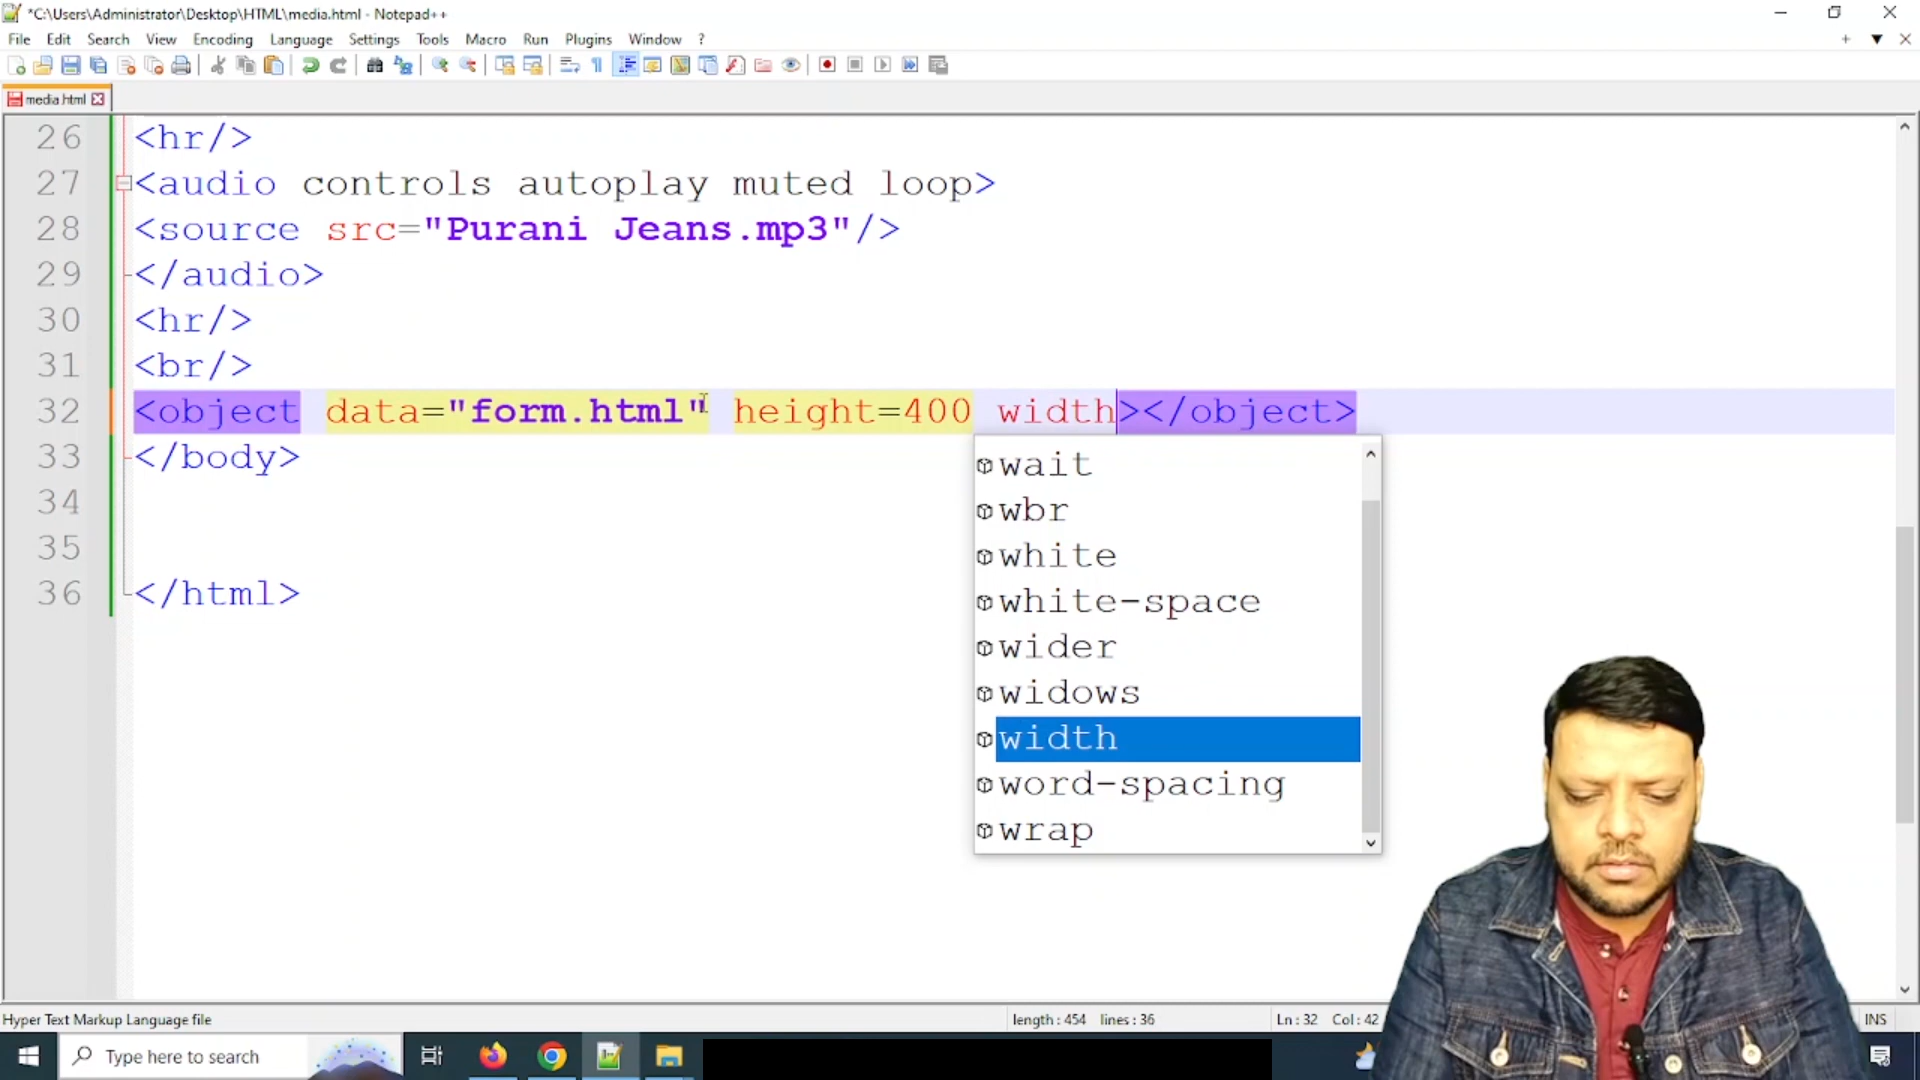 *C:\Users\Administrator\Desktop\HTML\media.html - Notepad++
File Edit Search View Encoding Language Settings Tools Macro Run Plugins Window ?
media.html
26 <hr/>
27 <audio controls autoplay muted loop>
28 <source src="Purani Jeans.mp3"/>
29 </audio>
30 <hr/>
31 <br/>
32 <object data="form.html" height=400 width></object>
33 </body>
34
35
36 </html>
wait
wbr
white
white-space
wider
widows
width
word-spacing
wrap
Hyper Text Markup Language file length : 454 lines : 36 Ln : 32 Col : 42 INS
Type here to search